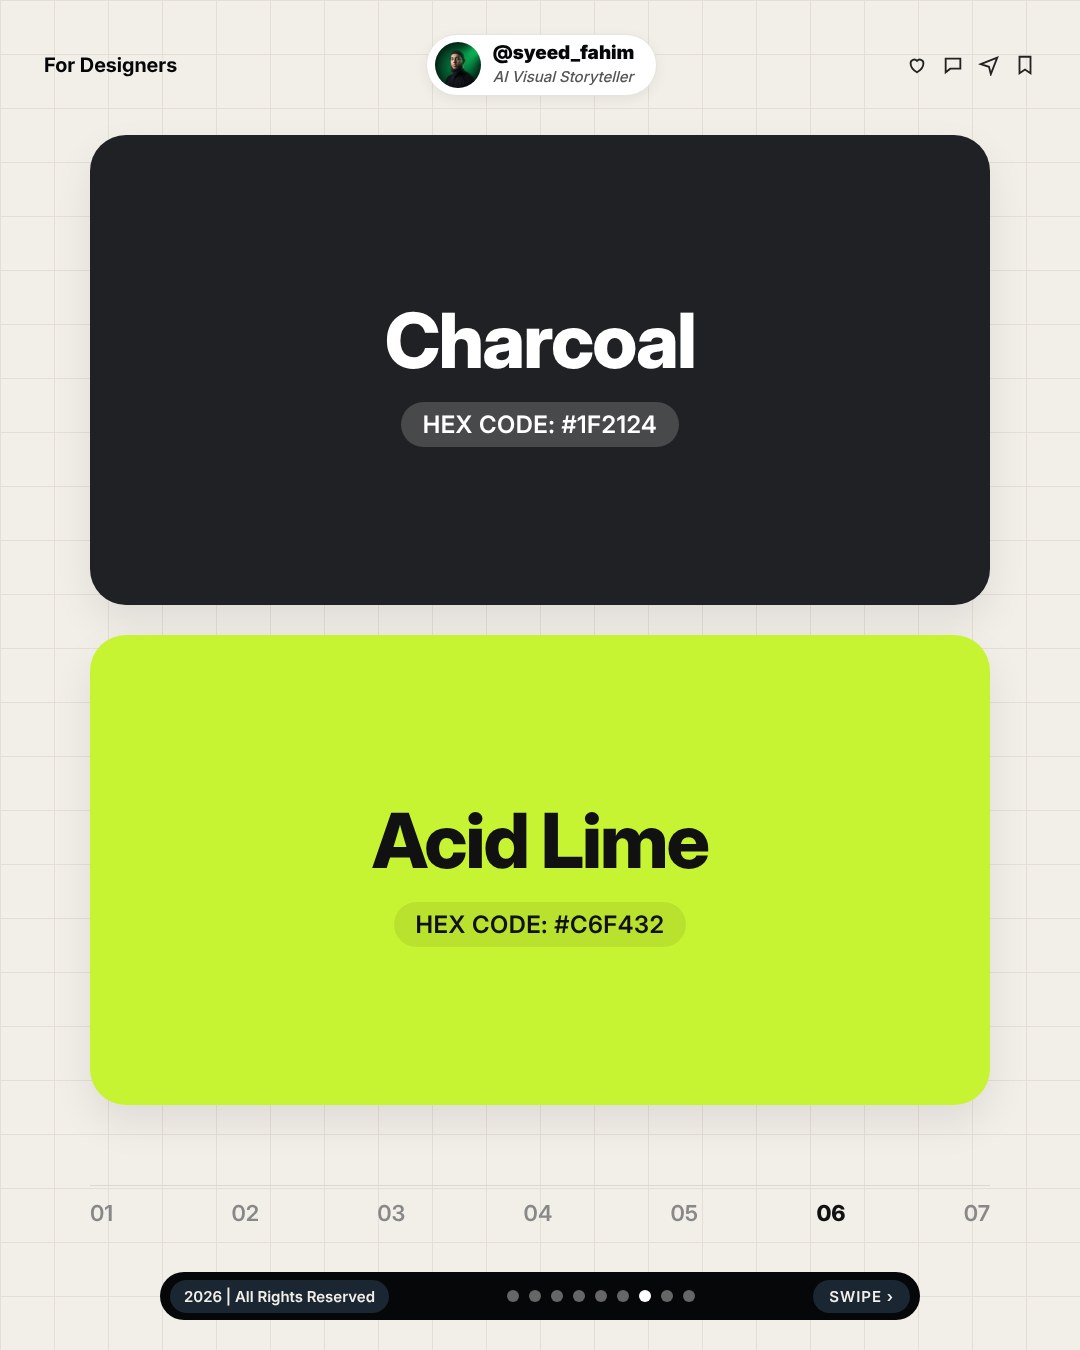 For Designers
@syeed_fahim
AI Visual Storyteller
Charcoal
HEX CODE: #1F2124
Acid Lime
HEX CODE: #C6F432
01 02 03 04 05 06 07
2026 | All Rights Reserved
SWIPE ›